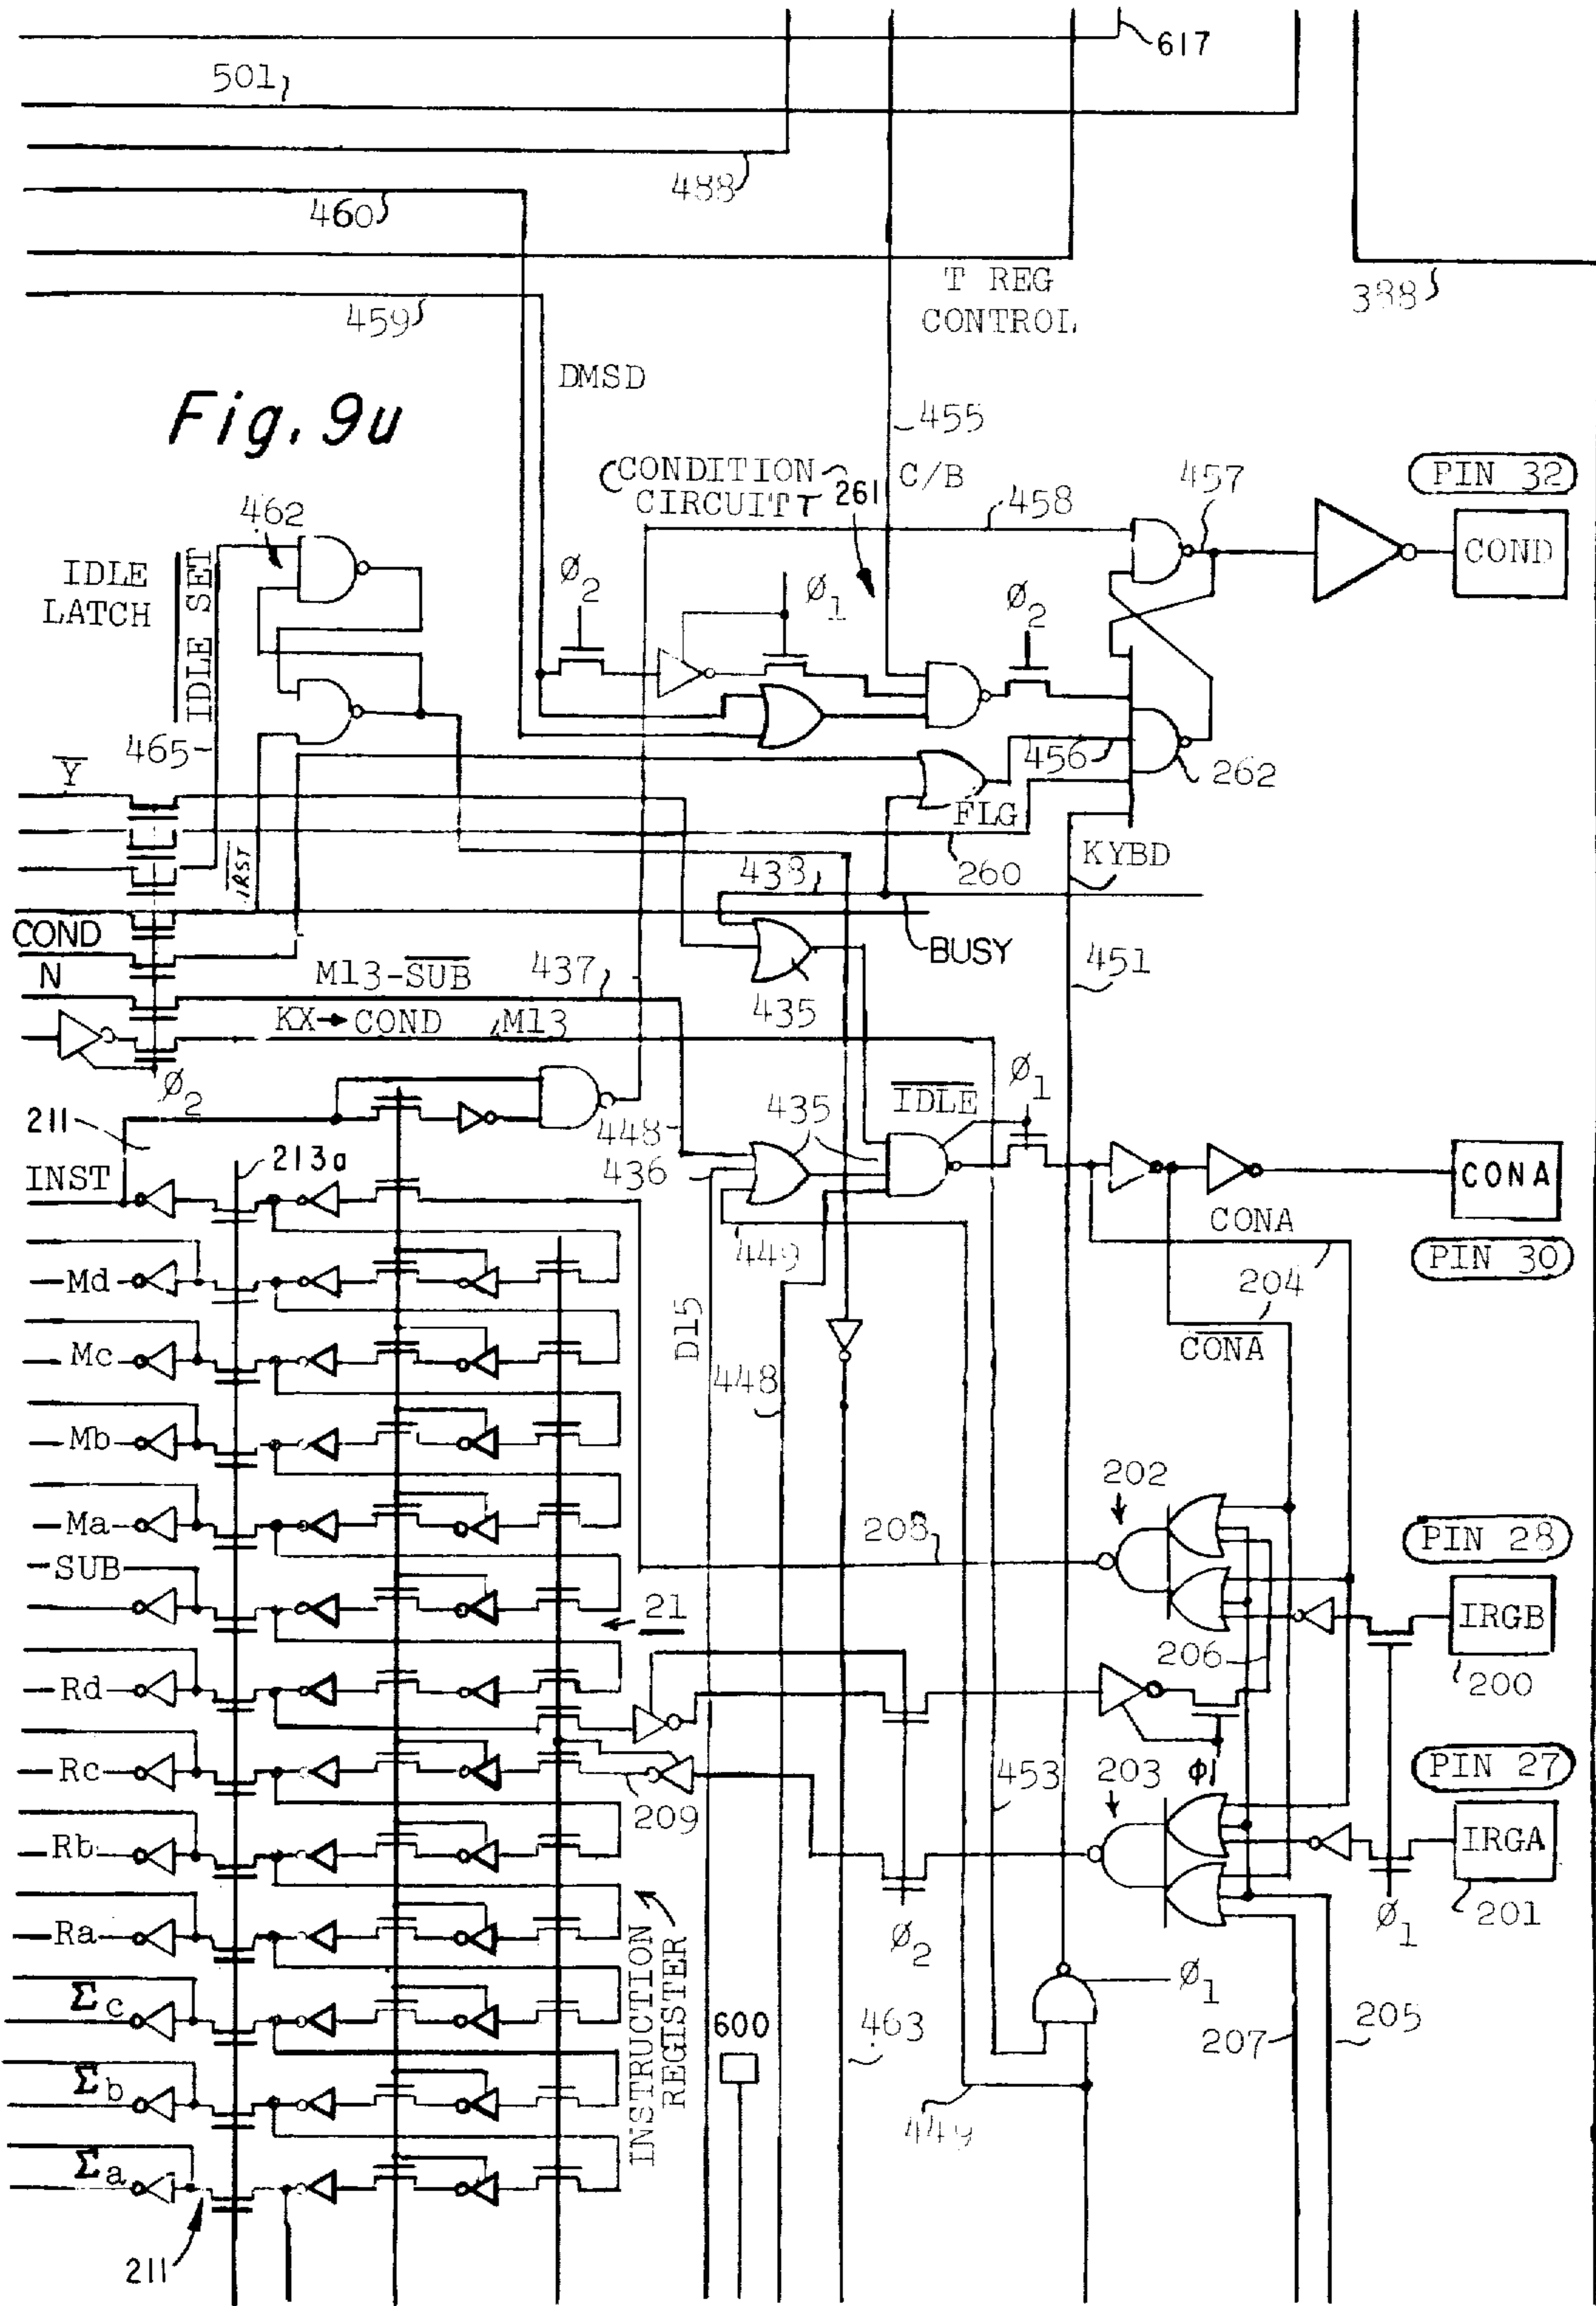 617
501
488
460
T REG
CONTROL
388
459
DMSD
Fig. 9u
455
CONDITION
CIRCUIT
261
C/B
458
457
PIN 32
COND
462
IDLE
LATCH
IDLE SET
Ø2
Ø1
Ø2
465
456
262
Y
FLG
IRST
260
KYBD
438
COND
BUSY
N
M13-SUB
437
435
451
KX→COND
M13
Ø2
IDLE
Ø1
211
448
435
213a
436
INST
CONA
CONA
449
PIN 30
Md
204
D15
CONA
Mc
448
Mb
202
Ma
208
PIN 28
SUB
21
IRGB
206
200
Rd
Rc
453
203
φ1
PIN 27
209
Rb
IRGA
INSTRUCTION
REGISTER
201
Ra
Ø2
Ø1
Ø1
Σc
600
463
207
205
Σb
449
Σa
211